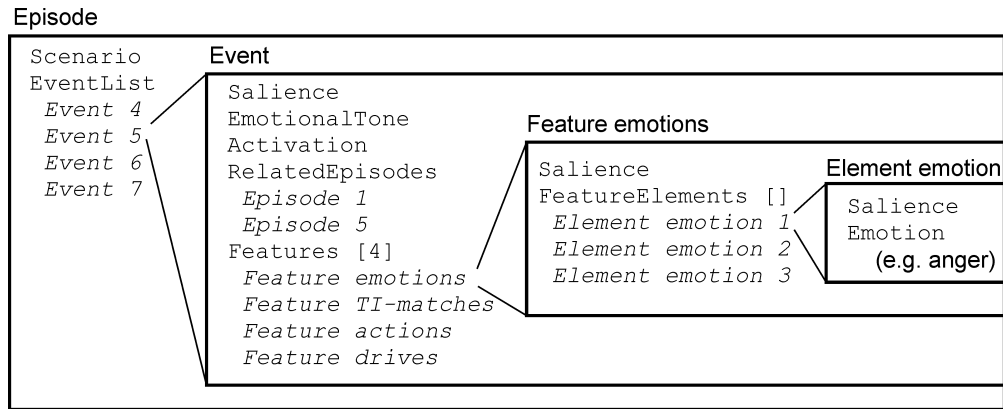 Episode
Scenario
EventList
Event 4
Event 5
Event 6
Event 7
Event
Salience
EmotionalTone
Activation
RelatedEpisodes
Episode 1
Episode 5
Features [4]
Feature emotions
Feature TI-matches
Feature actions
Feature drives
Feature emotions
Salience
FeatureElements []
Element emotion 1
Element emotion 2
Element emotion 3
Element emotion
Salience
Emotion
(e.g. anger)